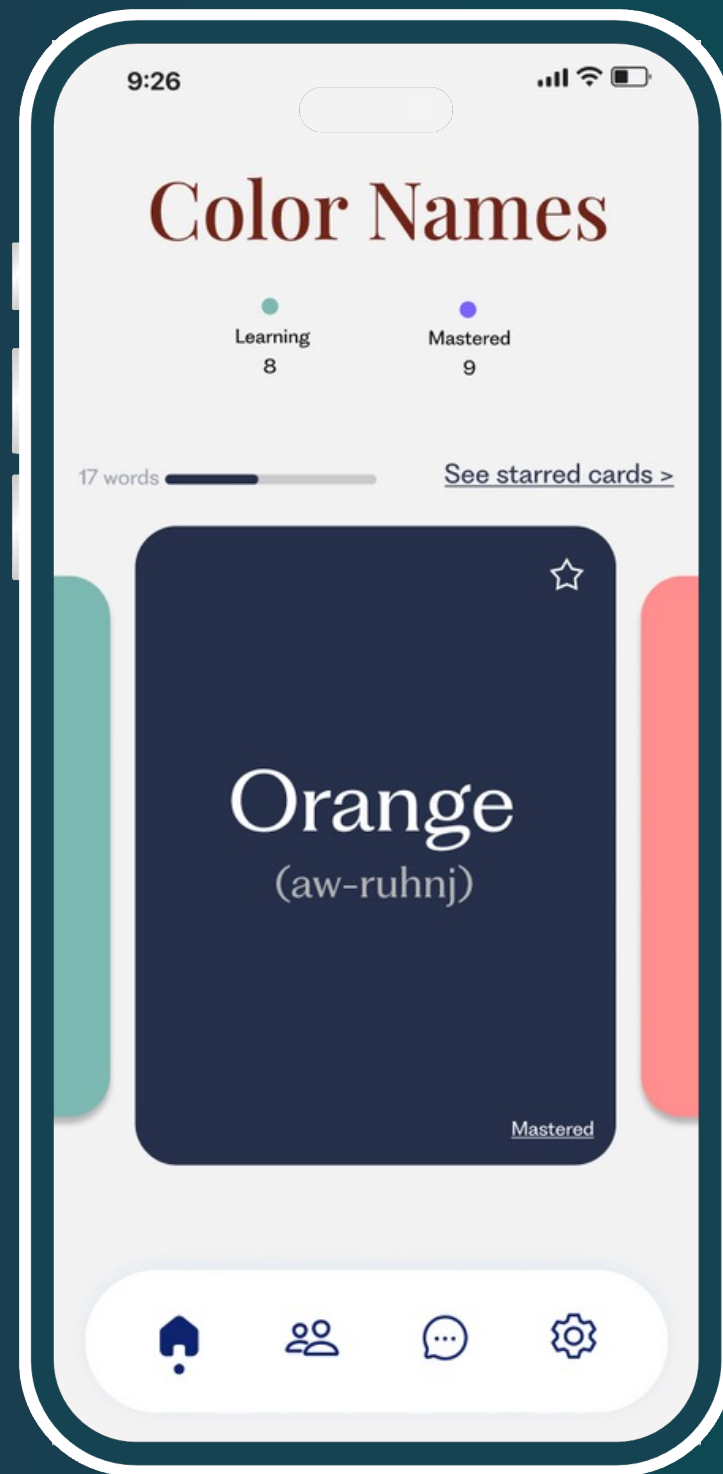 9:26
Color Names
Learning
8
Mastered
9
17 words
See starred cards >
Orange
(aw-ruhnj)
Mastered